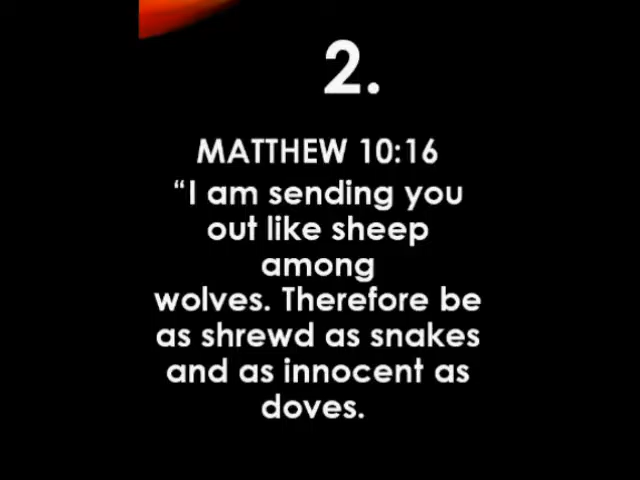 2.
MATTHEW 10:16
“I am sending you
out like sheep
among
wolves. Therefore be
as shrewd as snakes
and as innocent as
doves.